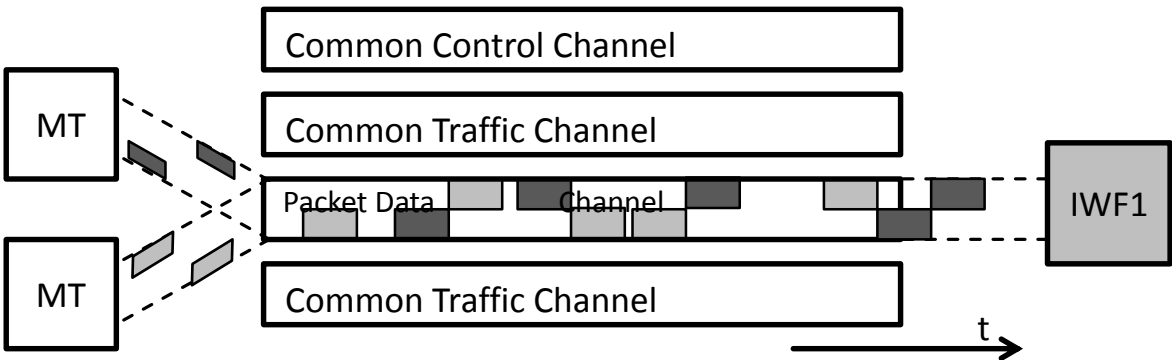 Common Control Channel
MT
Common Traffic Channel
Packet Data Channel
IWF1
MT
Common Traffic Channel
t